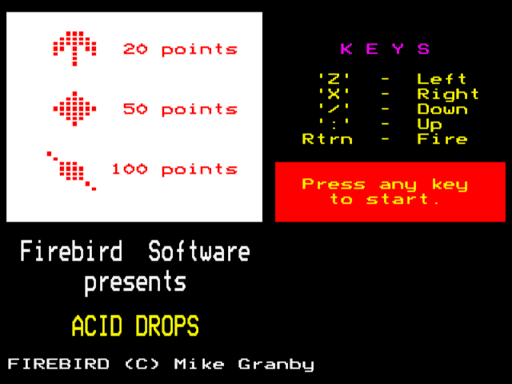 20 points
50 points
100 points
K E Y S
'Z' - Left
'X' - Right
'/' - Down
':' - Up
Rtrn - Fire
Press any key
to start.
Firebird Software
presents
ACID DROPS
FIREBIRD (C) Mike Granby